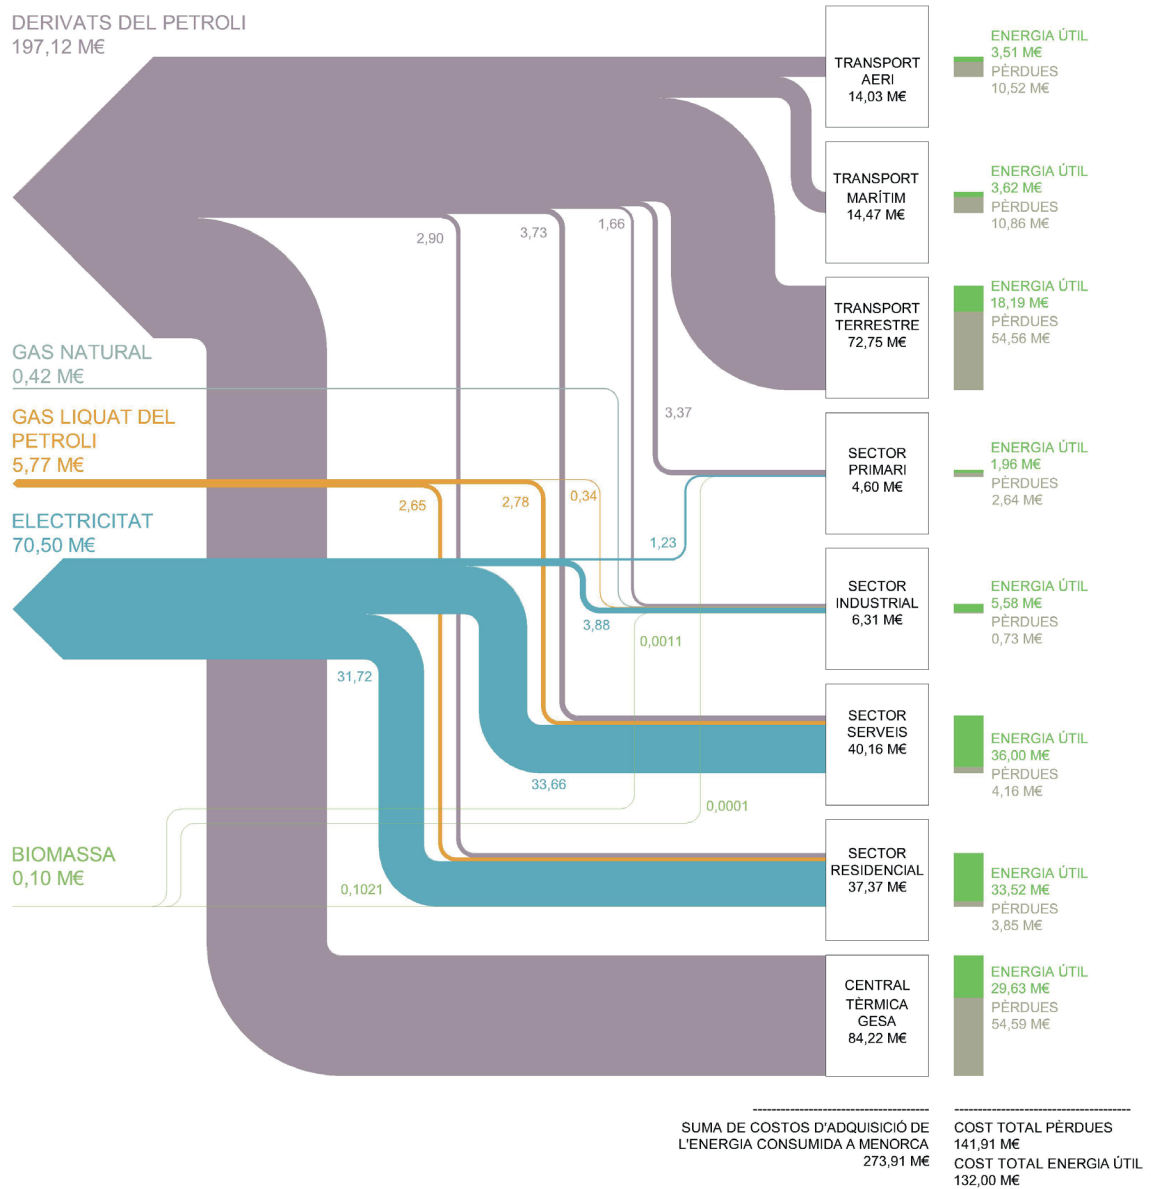 DERIVATS DEL PETROLI
197,12 M€
TRANSPORT
AERI
14,03 M€
ENERGIA ÚTIL
3,51 M€
PÈRDUES
10,52 M€
TRANSPORT
MARÍTIM
14,47 M€
ENERGIA ÚTIL
3,62 M€
PÈRDUES
10,86 M€
2,90
3,73
1,66
TRANSPORT
TERRESTRE
72,75 M€
ENERGIA ÚTIL
18,19 M€
PÈRDUES
54,56 M€
GAS NATURAL
0,42 M€
3,37
GAS LIQUAT DEL
PETROLI
5,77 M€
SECTOR
PRIMARI
4,60 M€
ENERGIA ÚTIL
1,96 M€
PÈRDUES
2,64 M€
2,65
2,78
0,34
ELECTRICITAT
70,50 M€
1,23
SECTOR
INDUSTRIAL
6,31 M€
ENERGIA ÚTIL
5,58 M€
PÈRDUES
0,73 M€
3,88
0,0011
31,72
SECTOR
SERVEIS
40,16 M€
ENERGIA ÚTIL
36,00 M€
PÈRDUES
4,16 M€
33,66
0,0001
BIOMASSA
0,10 M€
0,1021
SECTOR
RESIDENCIAL
37,37 M€
ENERGIA ÚTIL
33,52 M€
PÈRDUES
3,85 M€
CENTRAL
TÈRMICA
GESA
84,22 M€
ENERGIA ÚTIL
29,63 M€
PÈRDUES
54,59 M€
SUMA DE COSTOS D'ADQUISICIÓ DE
L'ENERGIA CONSUMIDA A MENORCA
273,91 M€
COST TOTAL PÈRDUES
141,91 M€
COST TOTAL ENERGIA ÚTIL
132,00 M€